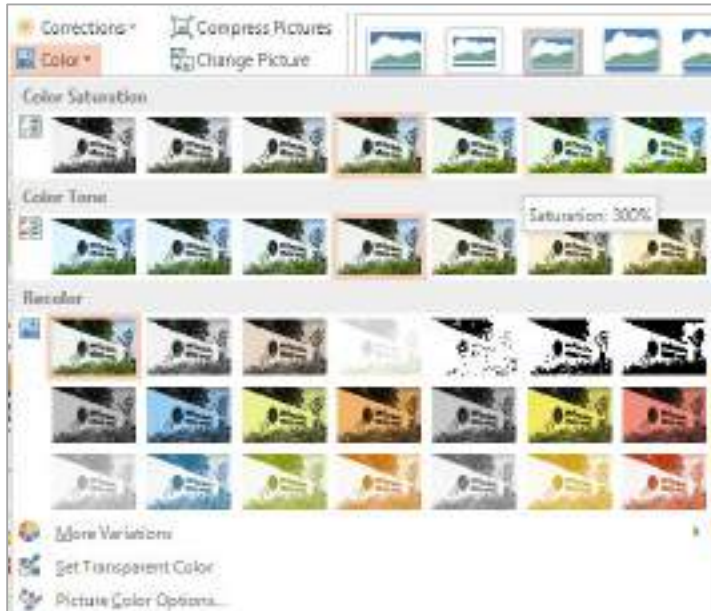 Corrections
Compress Pictures
Color
Change Picture
Color Saturation
Color Tone
Saturation: 300%
Recolor
More Variations
Set Transparent Color
Picture Color Options...